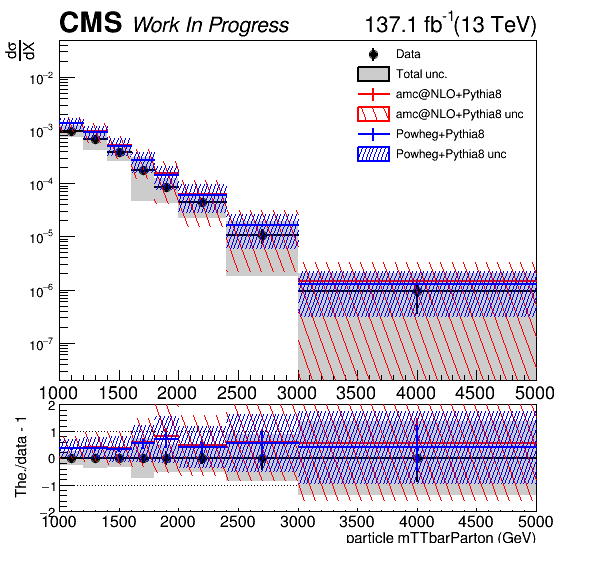 CMS Work In Progress 137.1 fb⁻¹(13 TeV)
dσ
dX
Data
Total unc.
amc@NLO+Pythia8
amc@NLO+Pythia8 unc
Powheg+Pythia8
Powheg+Pythia8 unc
10⁻²
10⁻³
10⁻⁴
10⁻⁵
10⁻⁶
10⁻⁷
1000 1500 2000 2500 3000 3500 4000 4500 5000
The./data - 1
2
1
0
−1
−2
1000 1500 2000 2500 3000 3500 4000 4500 5000
particle mTTbarParton (GeV)